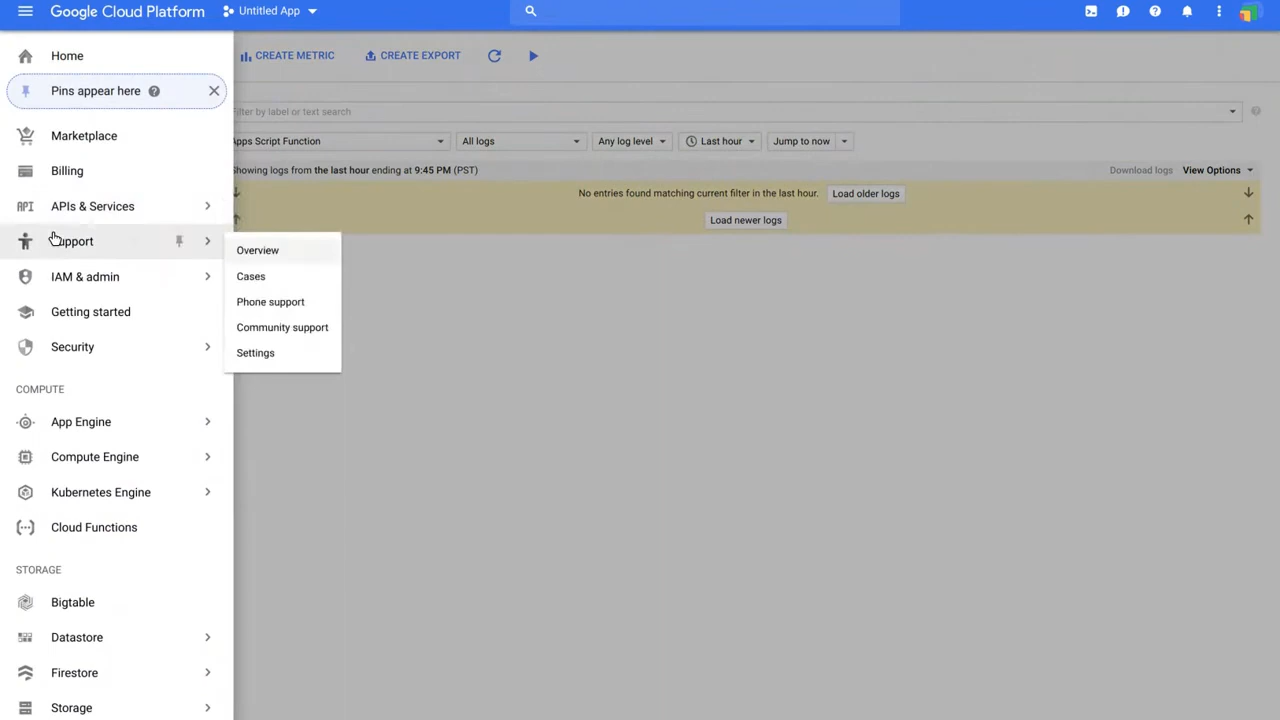 Google Cloud Platform Untitled App
Home
Pins appear here
Marketplace
Billing
API APIs & Services
Support
IAM & admin
Getting started
Security
COMPUTE
App Engine
Compute Engine
Kubernetes Engine
Cloud Functions
STORAGE
Bigtable
Datastore
Firestore
Storage
Overview
Cases
Phone support
Community support
Settings
CREATE METRIC CREATE EXPORT
Filter by label or text search
Apps Script Function All logs Any log level Last hour Jump to now
Showing logs from the last hour ending at 9:45 PM (PST) Download logs View Options
No entries found matching current filter in the last hour. Load older logs
Load newer logs